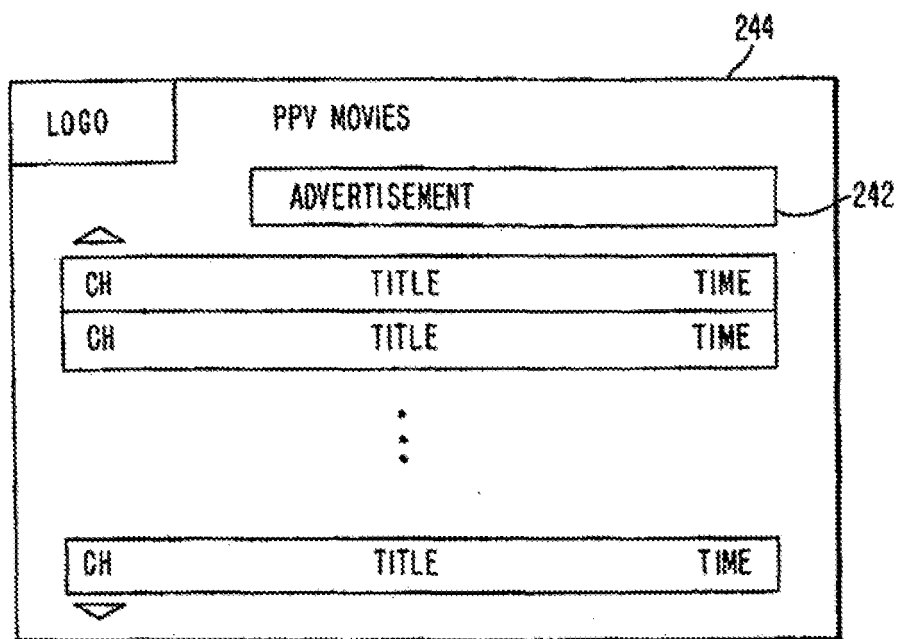 244
LOGO PPV MOVIES
ADVERTISEMENT
242
CH TITLE TIME
CH TITLE TIME
CH TITLE TIME